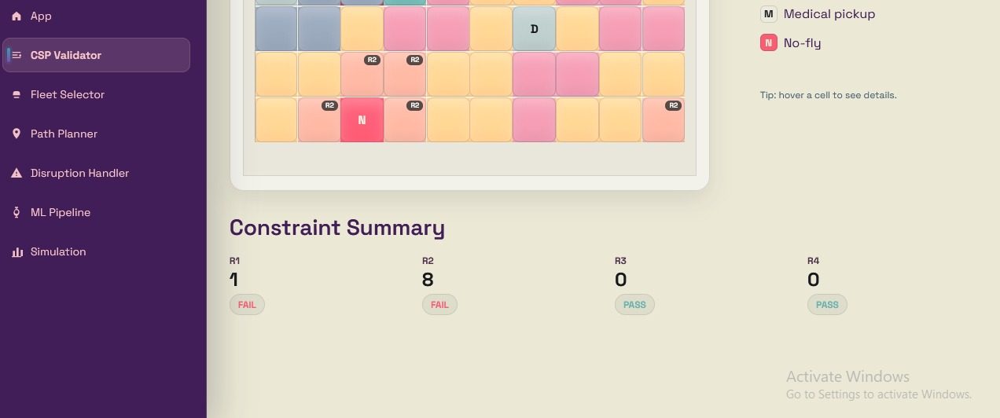 App
CSP Validator
Fleet Selector
Path Planner
Disruption Handler
ML Pipeline
Simulation
D
R2 R2
R2 N R2 R2
M Medical pickup
N No-fly
Tip: hover a cell to see details.
Constraint Summary
R1 R2 R3 R4
1 8 0 0
FAIL FAIL PASS PASS
Activate Windows
Go to Settings to activate Windows.